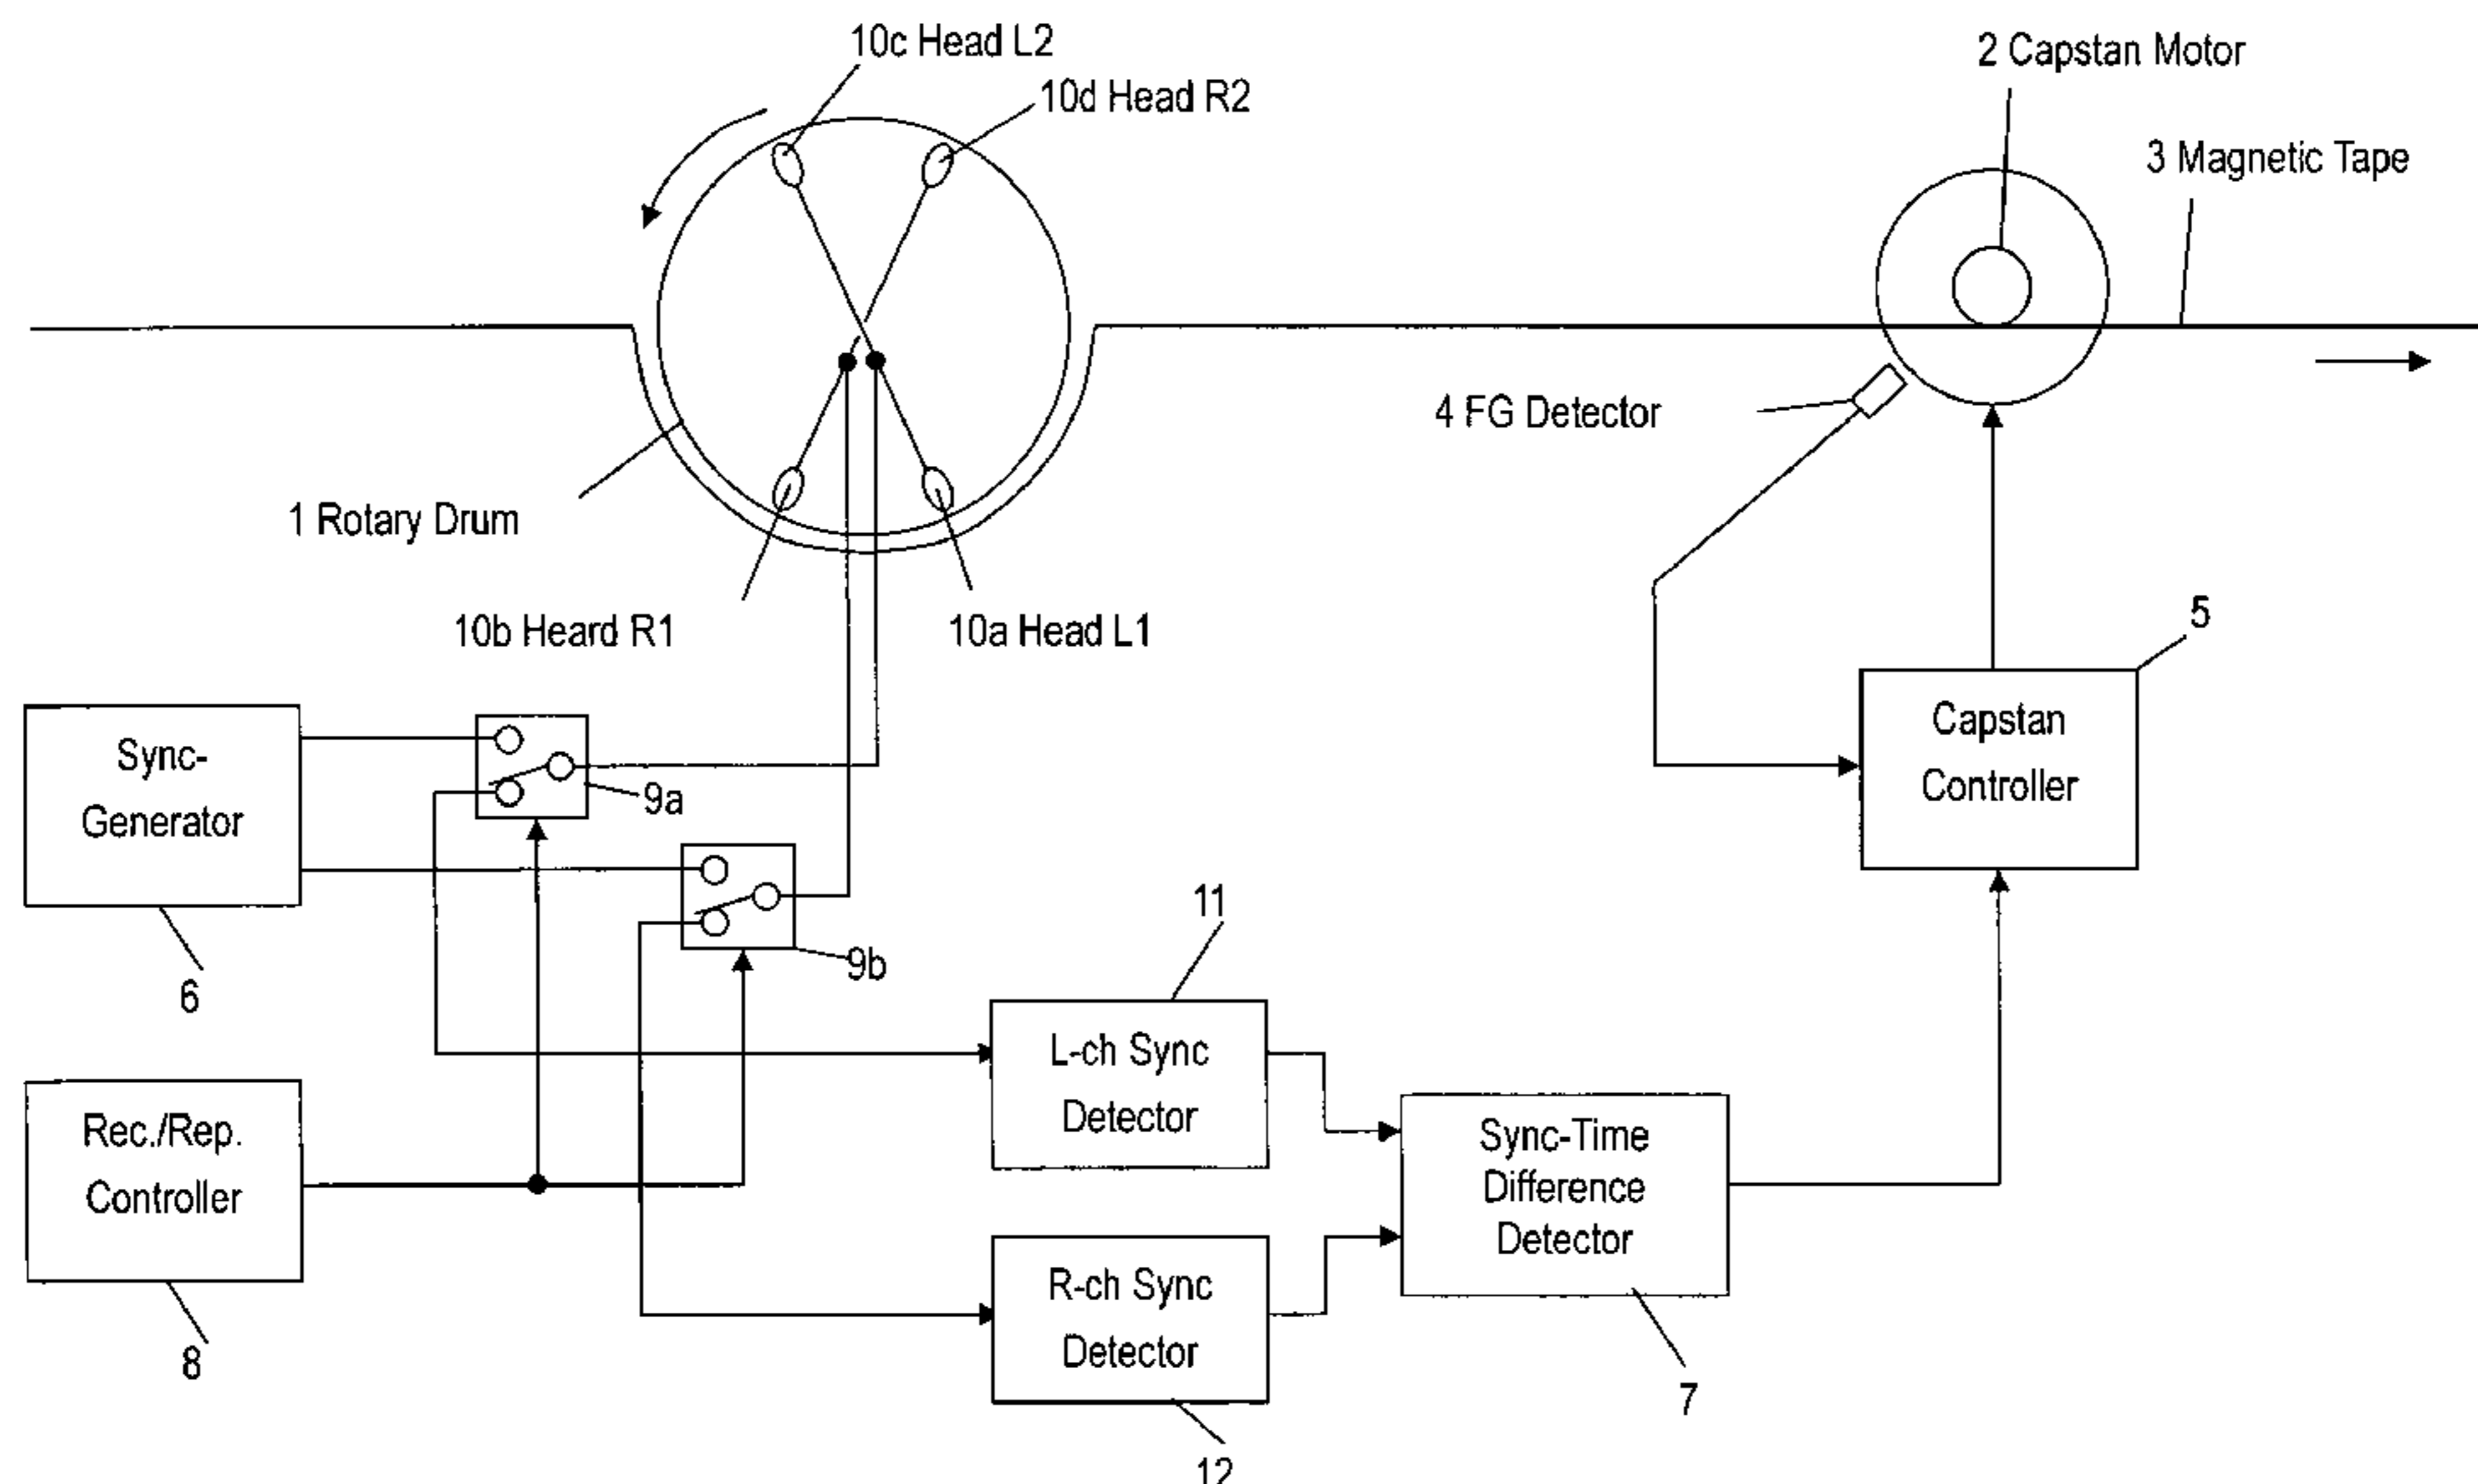 10c Head L2
10d Head R2
2 Capstan Motor
3 Magnetic Tape
4 FG Detector
1 Rotary Drum
10b Heard R1
10a Head L1
5
Sync-
Generator
9a
Capstan
Controller
6
9b
11
L-ch Sync
Detector
Rec./Rep.
Controller
Sync-Time
Difference
Detector
R-ch Sync
Detector
8
7
12